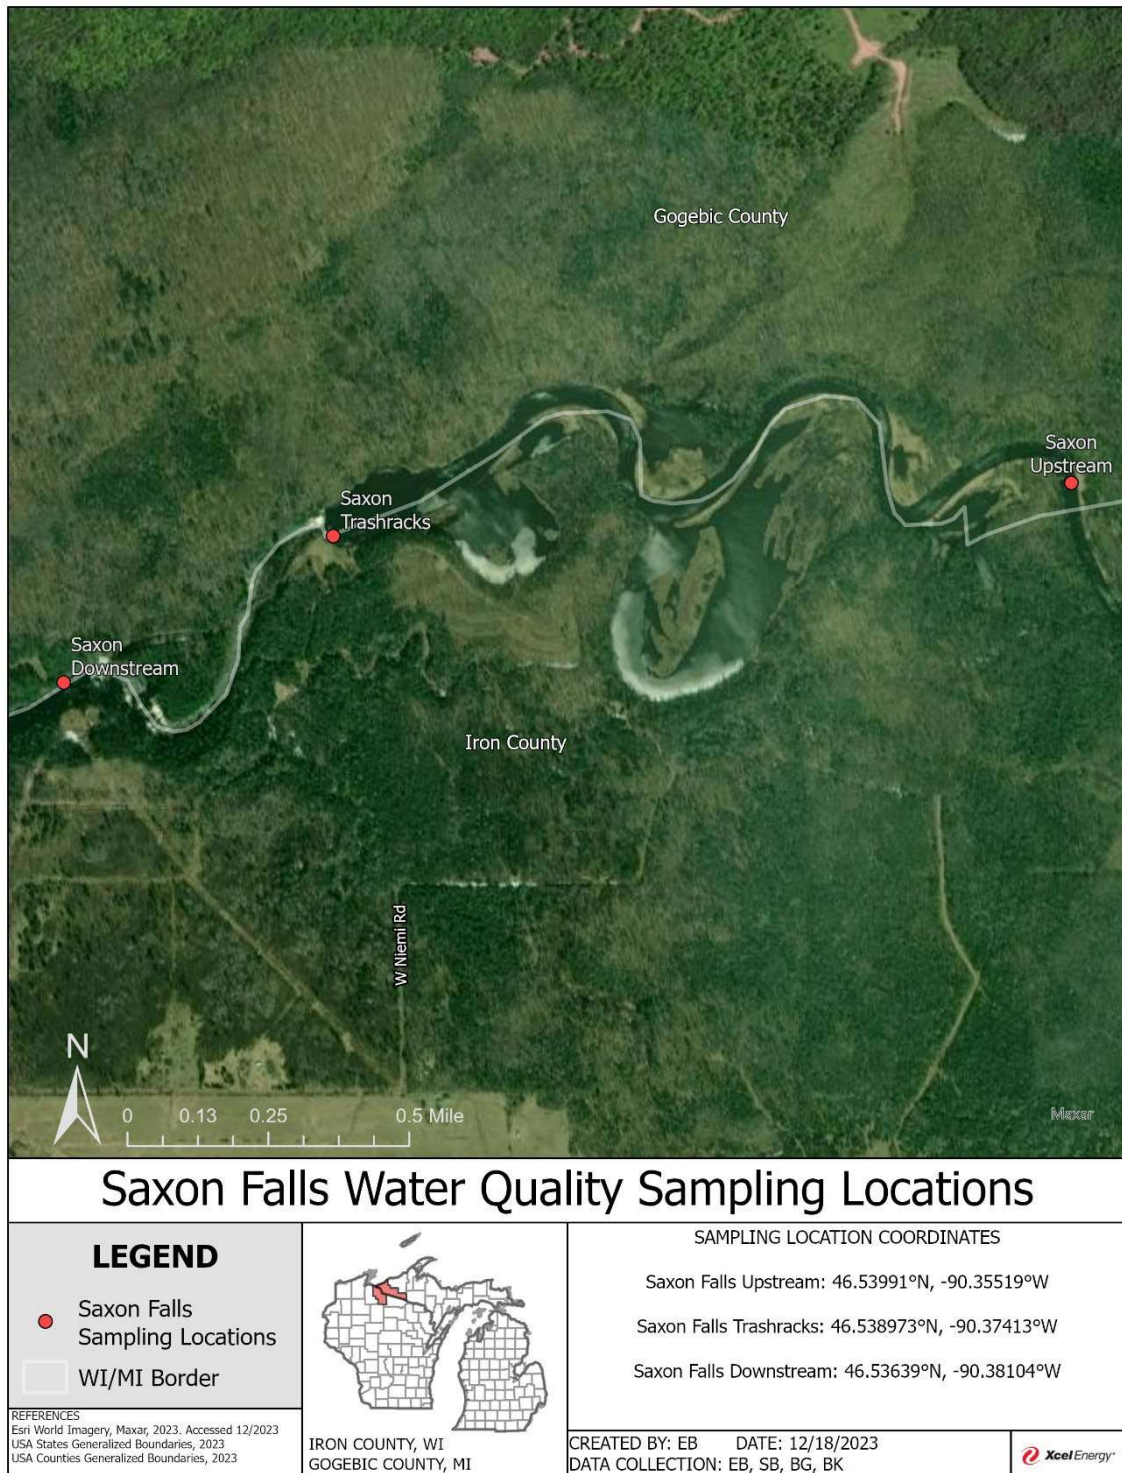 Gogebic County
Saxon
Upstream
Saxon
Trashracks
Saxon
Downstream
Iron County
W Niemi Rd
N
0 0.13 0.25 0.5 Mile
Maxar
Saxon Falls Water Quality Sampling Locations
LEGEND
Saxon Falls
Sampling Locations
WI/MI Border
REFERENCES
Esri World Imagery, Maxar, 2023. Accessed 12/2023
USA States Generalized Boundaries, 2023
USA Counties Generalized Boundaries, 2023
IRON COUNTY, WI
GOGEBIC COUNTY, MI
SAMPLING LOCATION COORDINATES
Saxon Falls Upstream: 46.53991°N, -90.35519°W
Saxon Falls Trashracks: 46.538973°N, -90.37413°W
Saxon Falls Downstream: 46.53639°N, -90.38104°W
CREATED BY: EB DATE: 12/18/2023
DATA COLLECTION: EB, SB, BG, BK
Xcel Energy